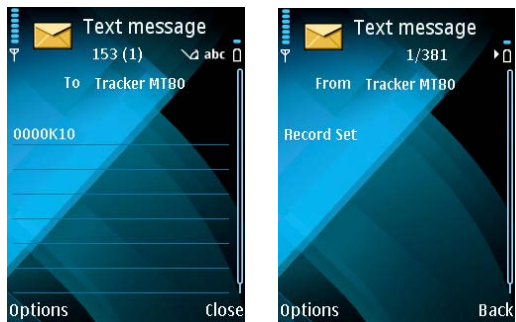 Text message
153 (1)
abc
To Tracker MT80
0000K10
Options Close
Text message
1/381
From Tracker MT80
Record Set
Options Back